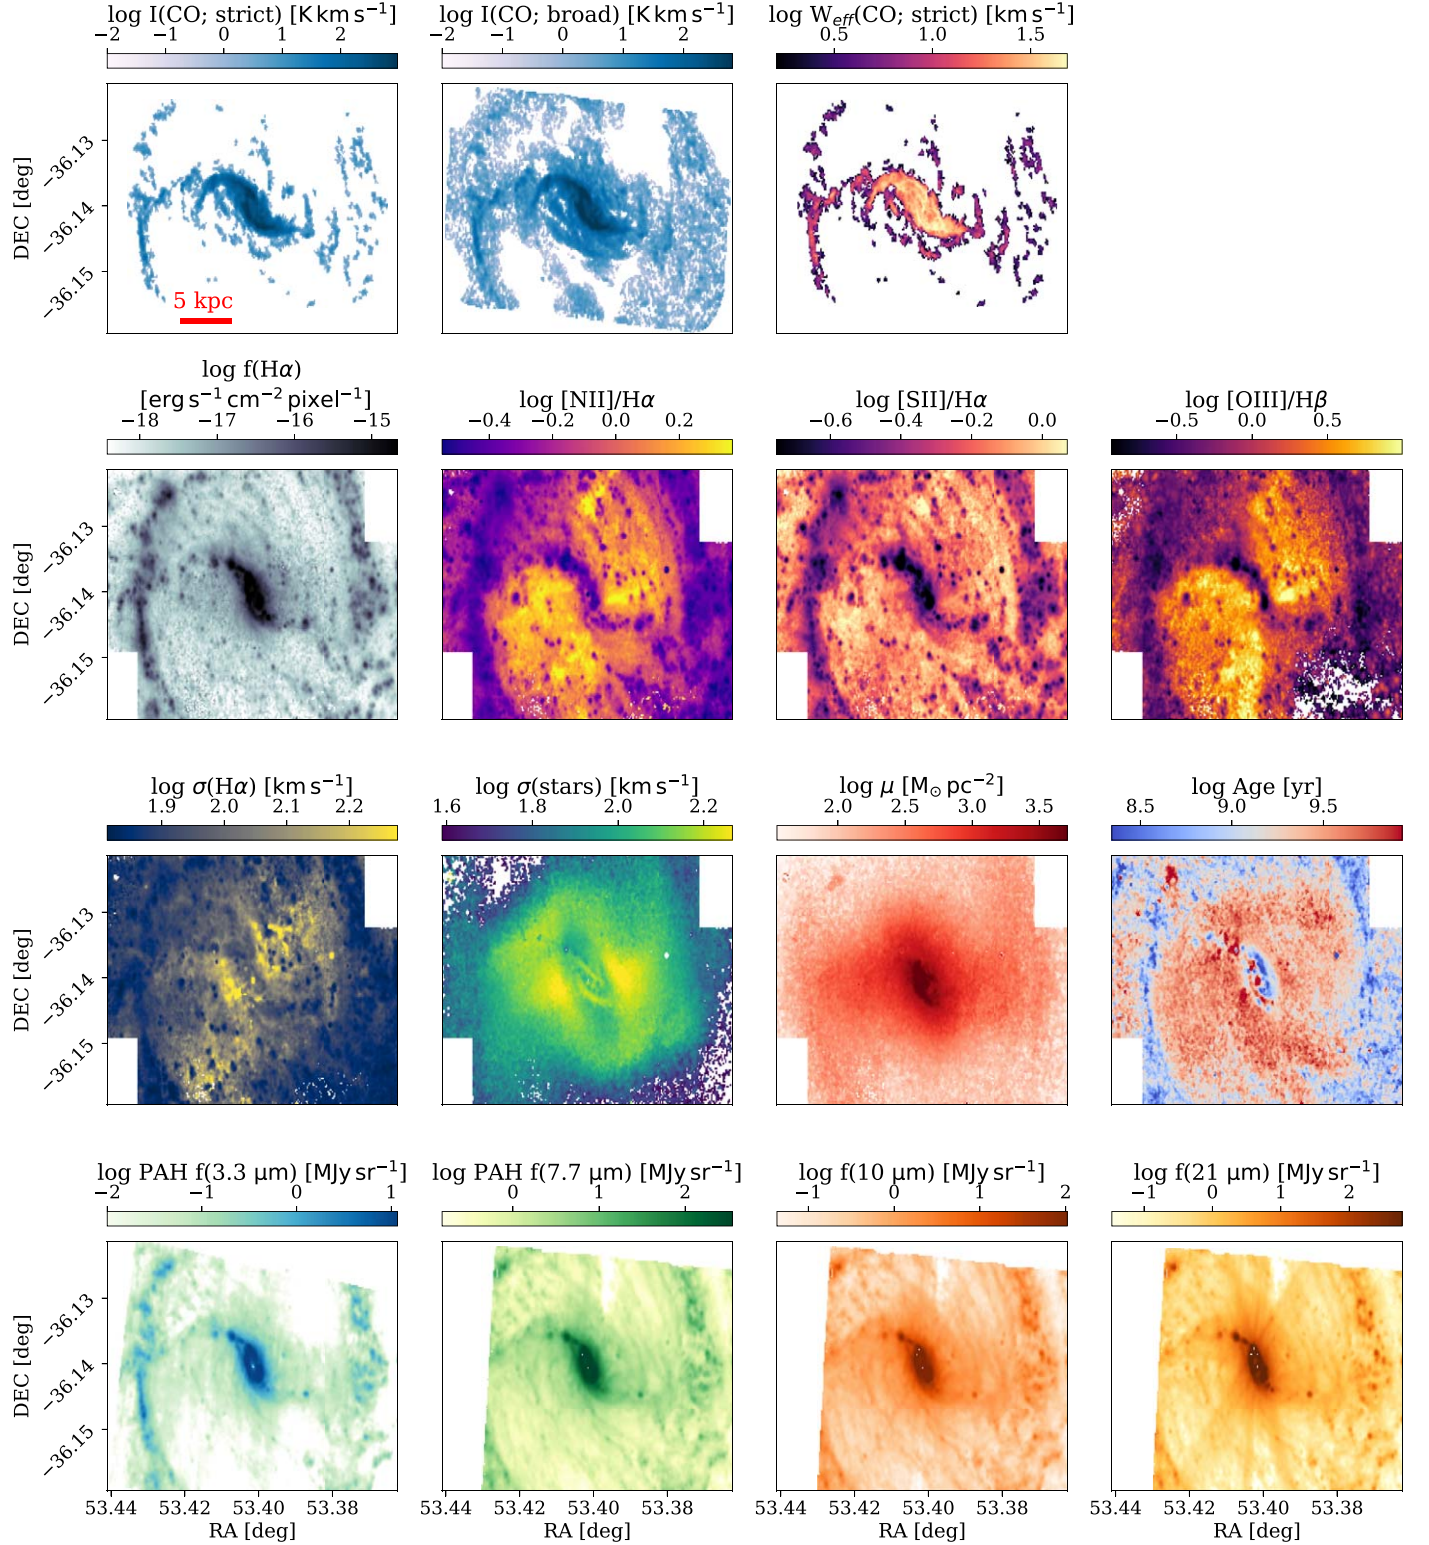 log I(CO; strict) [K km s⁻¹]
−2 −1 0 1 2
log I(CO; broad) [K km s⁻¹]
−2 −1 0 1 2
log W_eff(CO; strict) [km s⁻¹]
0.5 1.0 1.5
DEC [deg]
−36.13
−36.14
−36.15
5 kpc
log f(Hα)
[erg s⁻¹ cm⁻² pixel⁻¹]
−18 −17 −16 −15
log [NII]/Hα
−0.4 −0.2 0.0 0.2
log [SII]/Hα
−0.6 −0.4 −0.2 0.0
log [OIII]/Hβ
−0.5 0.0 0.5
DEC [deg]
−36.13
−36.14
−36.15
log σ(Hα) [km s⁻¹]
1.9 2.0 2.1 2.2
log σ(stars) [km s⁻¹]
1.6 1.8 2.0 2.2
log μ [M⊙ pc⁻²]
2.0 2.5 3.0 3.5
log Age [yr]
8.5 9.0 9.5
DEC [deg]
−36.13
−36.14
−36.15
log PAH f(3.3 μm) [MJy sr⁻¹]
−2 −1 0 1
log PAH f(7.7 μm) [MJy sr⁻¹]
0 1 2
log f(10 μm) [MJy sr⁻¹]
−1 0 1 2
log f(21 μm) [MJy sr⁻¹]
−1 0 1 2
DEC [deg]
−36.13
−36.14
−36.15
53.44 53.42 53.40 53.38
RA [deg]
53.44 53.42 53.40 53.38
RA [deg]
53.44 53.42 53.40 53.38
RA [deg]
53.44 53.42 53.40 53.38
RA [deg]